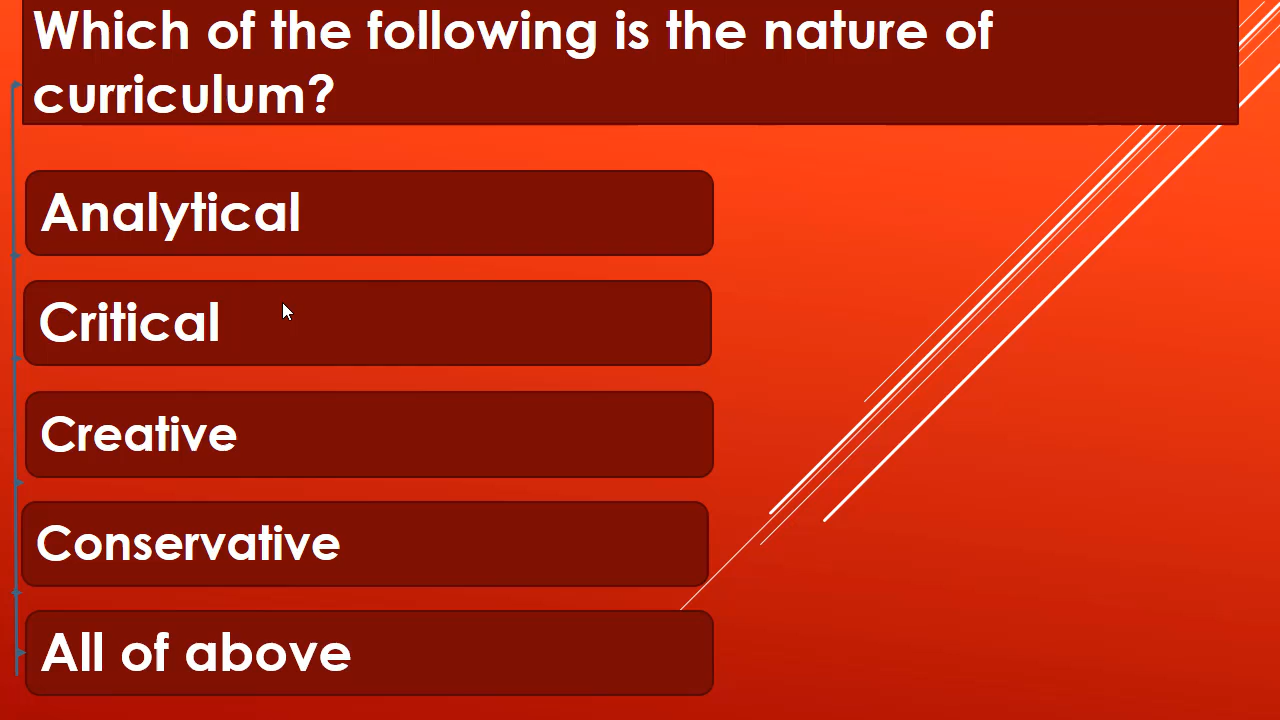 Which of the following is the nature of
curriculum?
Analytical
Critical
Creative
Conservative
All of above